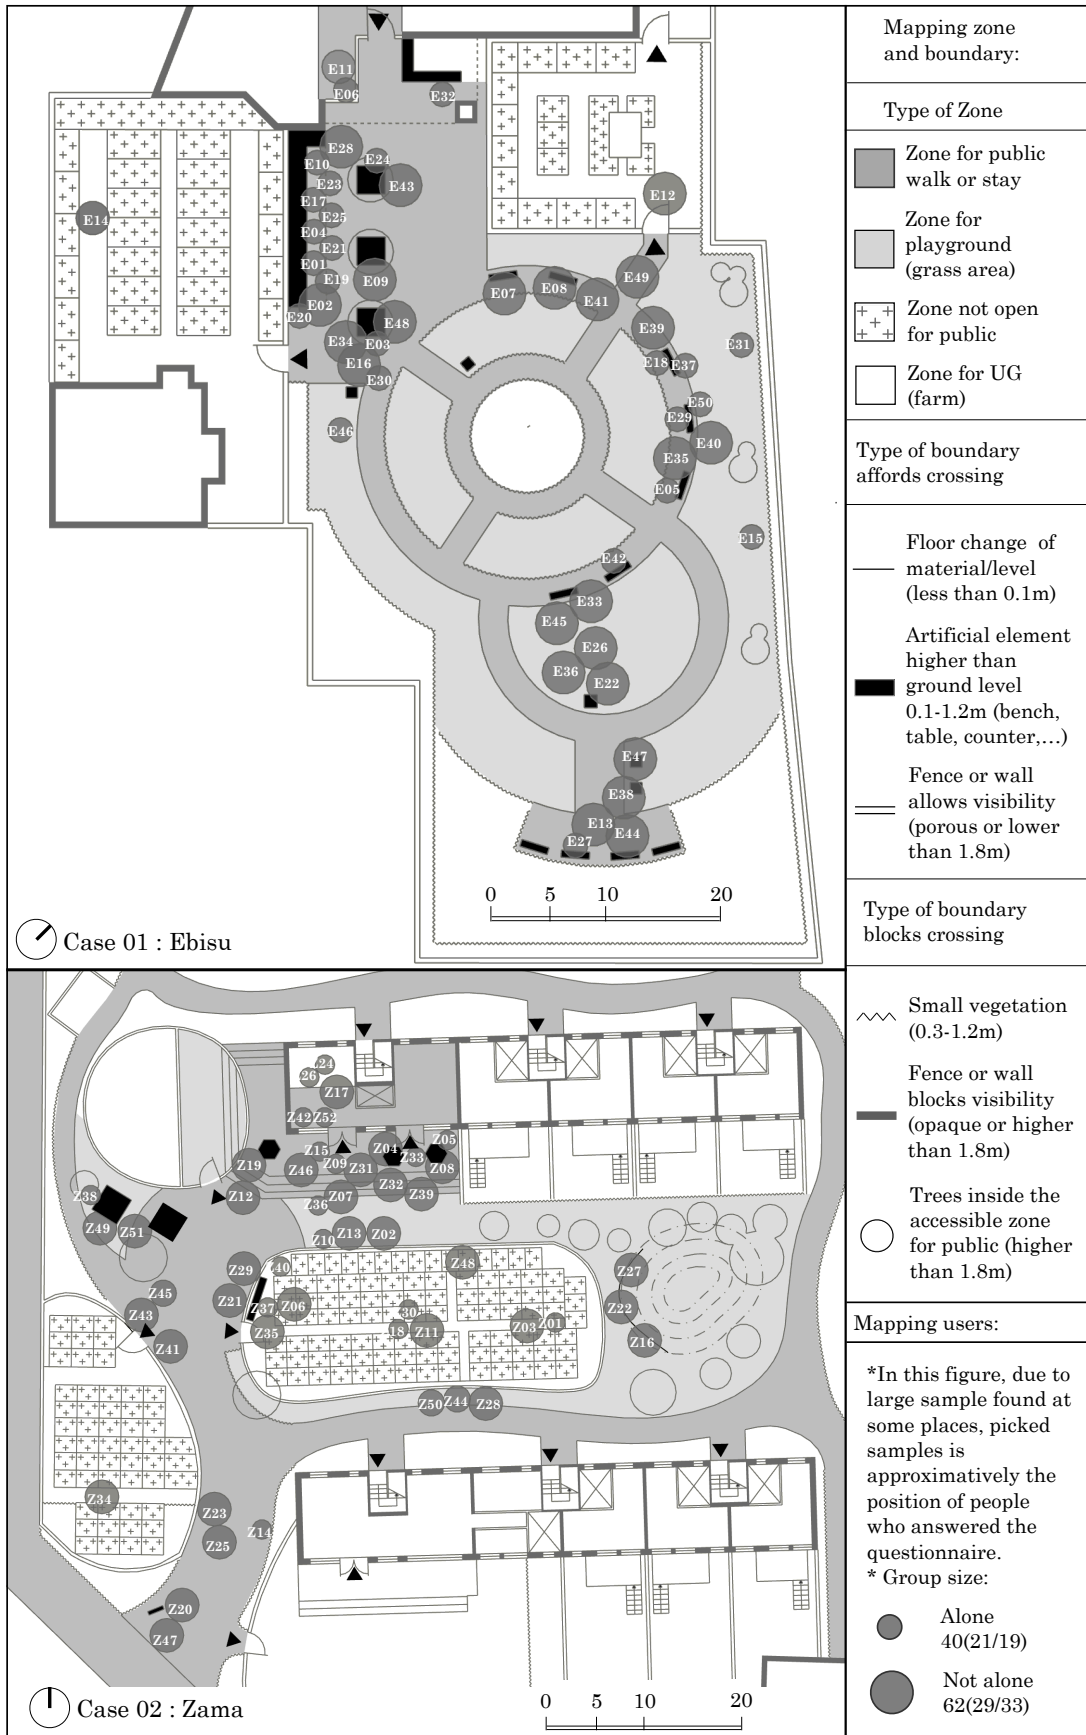 E11
E06
E32
E28
E10
E24
E23
E43
E17
E25
E04
E21
E01
E19
E09
E02
E20
E48
E34
E03
E16
E30
E46
E14
E12
E49
E07
E08
E41
E39
E31
E18
E37
E50
E29
E40
E35
E05
E15
E42
E33
E45
E26
E36
E22
E47
E38
E13
E44
E27
0
5
10
20
Case 01 : Ebisu
24
26
Z17
Z42
Z52
Z05
Z15
Z04
Z33
Z09
Z19
Z46
Z31
Z08
Z12
Z07
Z32
Z39
Z36
Z38
Z49
Z51
Z10
Z13
Z02
Z29
Z40
Z48
Z27
Z45
Z43
Z21
Z37
Z06
30
Z22
Z41
Z35
18
Z11
Z03
Z01
Z16
Z50
Z44
Z28
Z34
Z23
Z25
Z14
Z20
Z47
0
5
10
20
Case 02 : Zama
Mapping zone
and boundary:
Type of Zone
Zone for public
walk or stay
Zone for
playground
(grass area)
Zone not open
for public
Zone for UG
(farm)
Type of boundary
affords crossing
Floor change of
material/level
(less than 0.1m)
Artificial element
higher than
ground level
0.1-1.2m (bench,
table, counter,…)
Fence or wall
allows visibility
(porous or lower
than 1.8m)
Type of boundary
blocks crossing
Small vegetation
(0.3-1.2m)
Fence or wall
blocks visibility
(opaque or higher
than 1.8m)
Trees inside the
accessible zone
for public (higher
than 1.8m)
Mapping users:
*In this figure, due to
large sample found at
some places, picked
samples is
approximatively the
position of people
who answered the
questionnaire.
* Group size:
Alone
40(21/19)
Not alone
62(29/33)